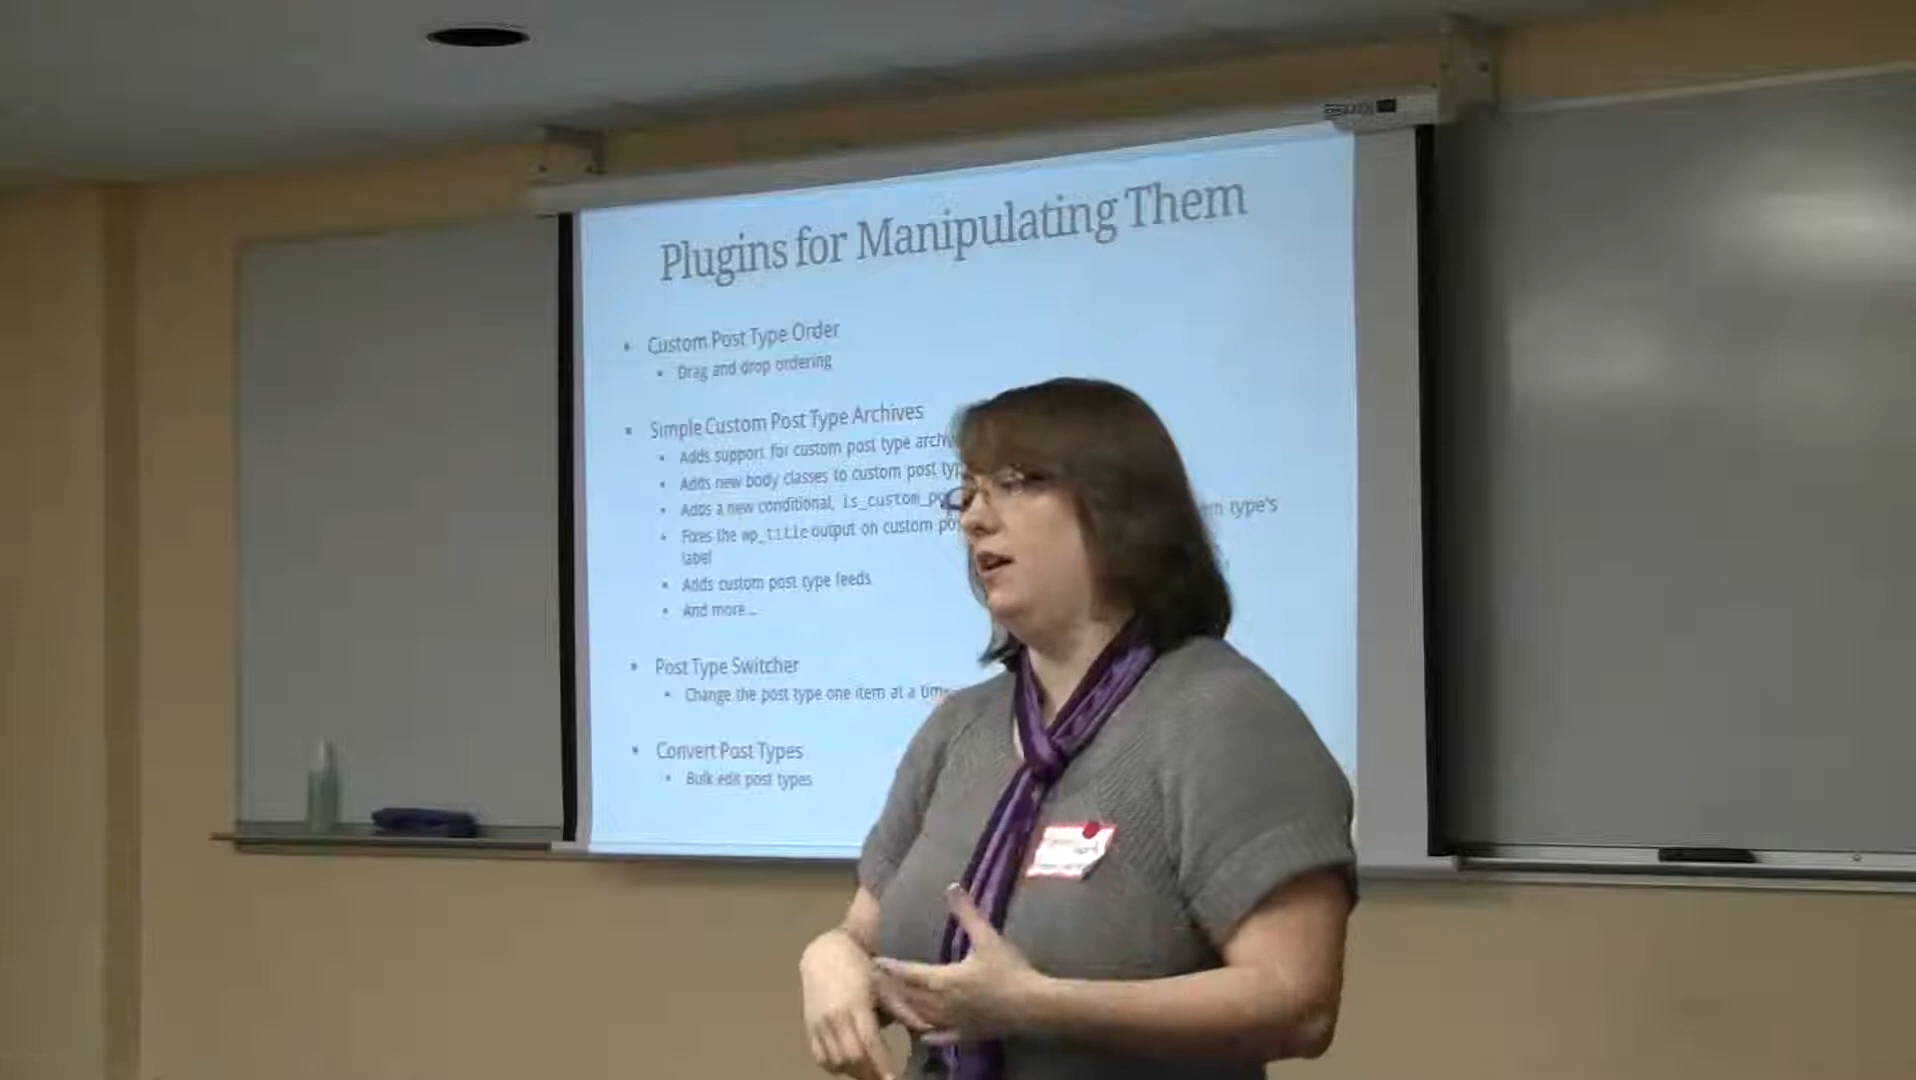 Plugins for Manipulating Them
• Custom Post Type Order
• Drag and drop ordering
• Simple Custom Post Type Archives
• Adds support for custom post type
• Adds new body classes to custom post
• Adds a new conditional,
• Fixes the wp_title output on custom type's
label
• Adds custom post type feeds
• And more...
• Post Type Switcher
• Change the post type one item at a
• Convert Post Types
• Bulk edit post types